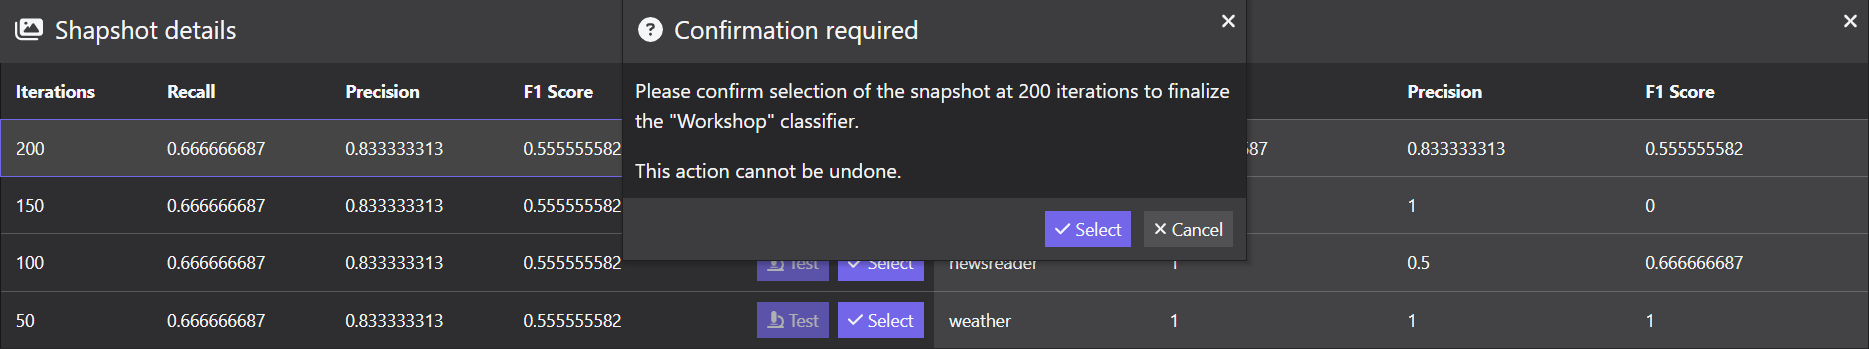 Shapshot details
Confirmation required
Iterations Recall Precision F1 Score Precision F1 Score
Please confirm selection of the snapshot at 200 iterations to finalize
the "Workshop" classifier.
This action cannot be undone.
Select Cancel
200 0.666666687 0.833333313 0.555555582 87 0.833333313 0.555555582
150 0.666666687 0.833333313 0.555555582 1 0
100 0.666666687 0.833333313 0.555555582 Test Select newsreader 1 0.5 0.666666687
50 0.666666687 0.833333313 0.555555582 Test Select weather 1 1 1